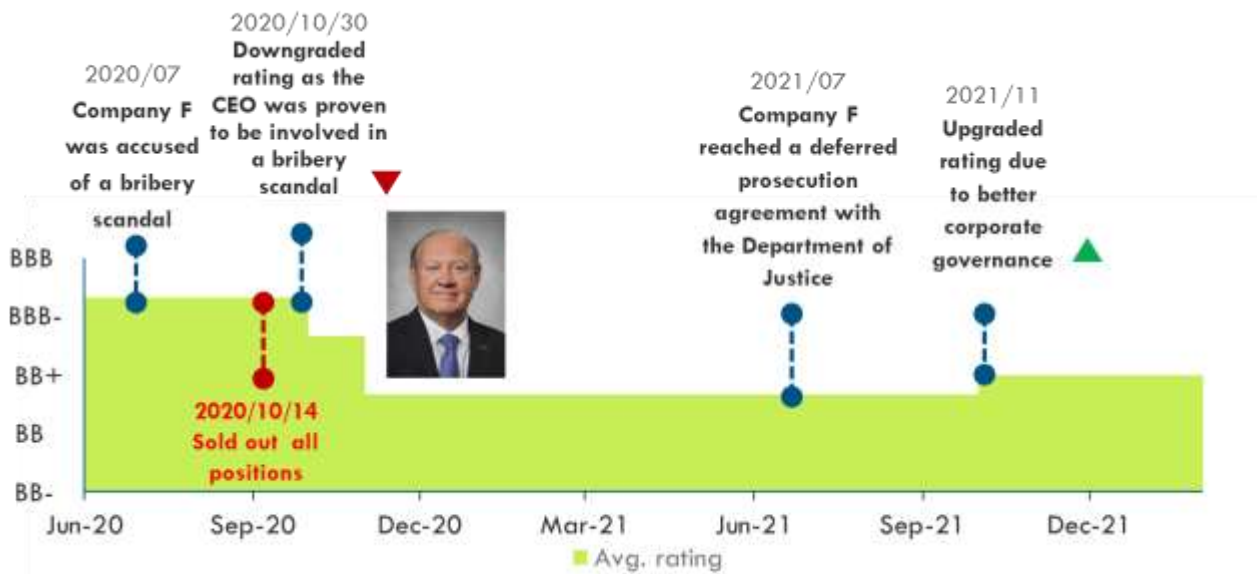 2020/07
Company F
was accused
of a bribery
scandal
2020/10/30
Downgraded
rating as the
CEO was proven
to be involved in
a bribery
scandal
2021/07
Company F
reached a deferred
prosecution
agreement with
the Department of
Justice
2021/11
Upgraded
rating due
to better
corporate
governance
BBB
BBB-
BB+
BB
BB-
2020/10/14
Sold out all
positions
Jun-20
Sep-20
Dec-20
Mar-21
Jun-21
Sep-21
Dec-21
Avg. rating